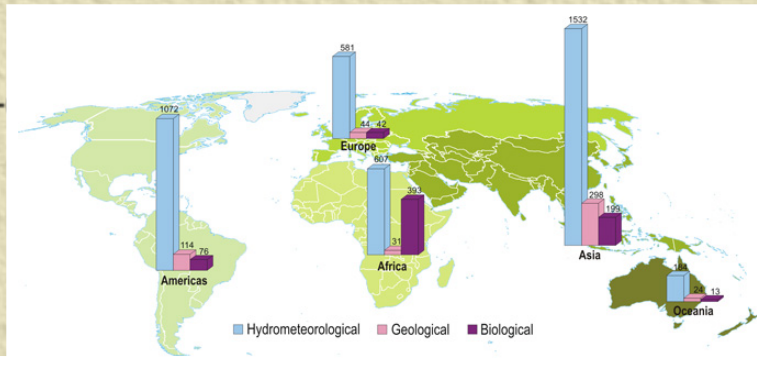 1532
581
1072
44 42
Europe
607
393
298
199
31
114
76
Africa
Asia
Americas
184
24 13
Oceania
Hydrometeorological Geological Biological